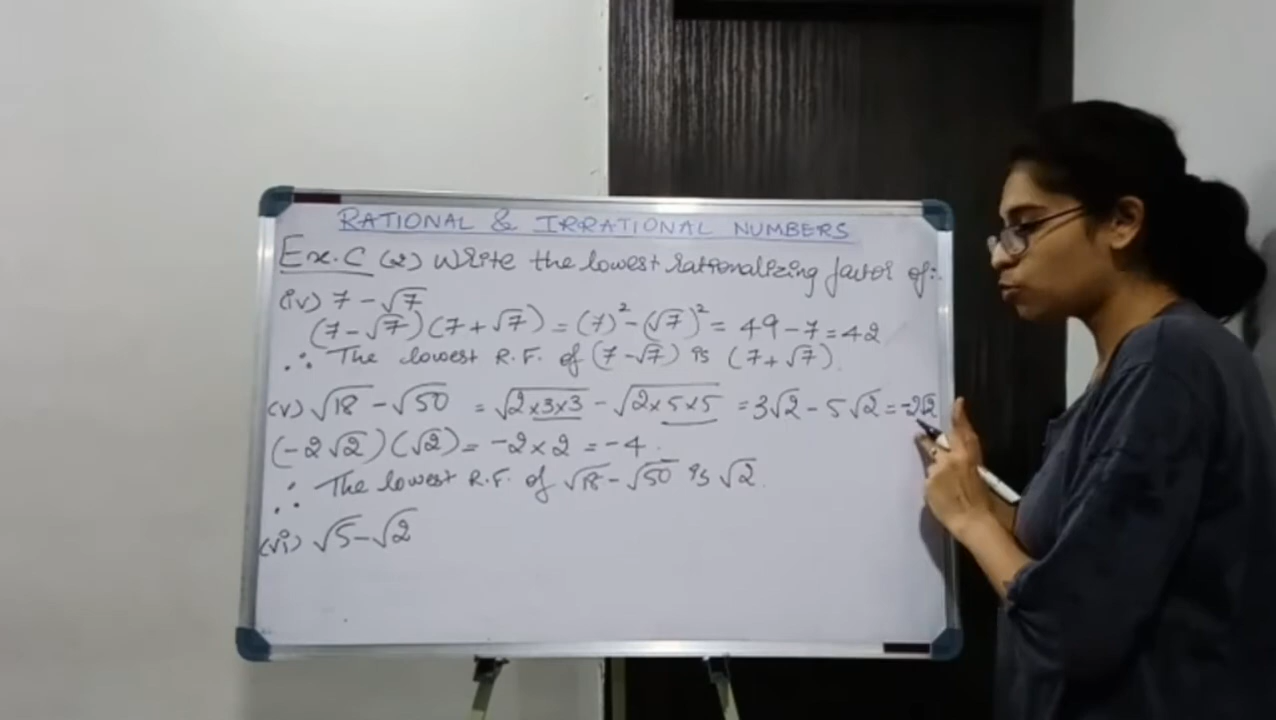 RATIONAL & IRRATIONAL NUMBERS
Ex. C (2) Write the lowest rationalizing factor of:-
(iv) 7 - √7
(7 - √7) (7 + √7) = (7)² - (√7)² = 49 - 7 = 42
∴ The lowest R.F. of (7 - √7) is (7 + √7).
(v) √18 - √50 = √2×3×3 - √2×5×5 = 3√2 - 5√2 = -2√2
(-2√2) (√2) = -2 × 2 = -4.
∴ The lowest R.F. of √18 - √50 is √2.
(vi) √5 - √2